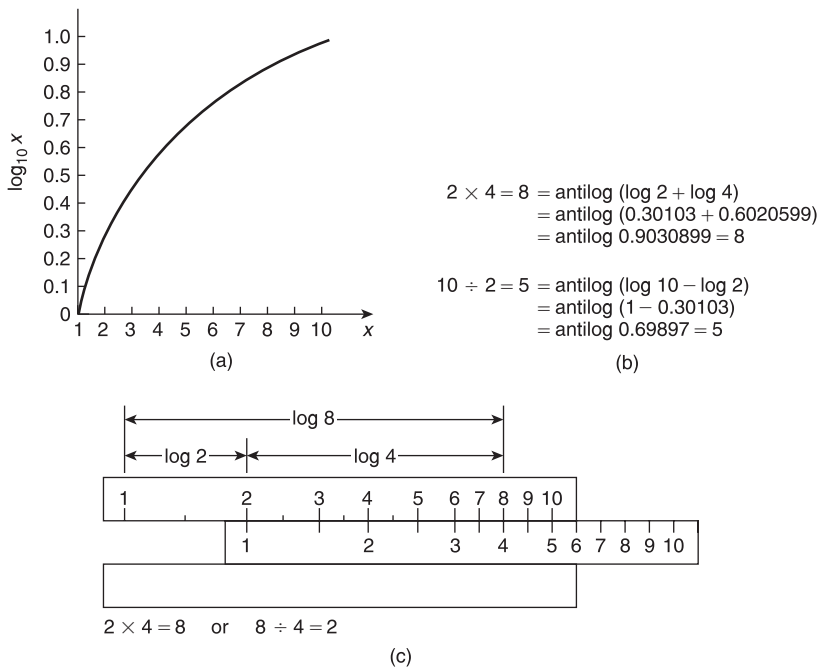 log10 x
1.0
0.9
0.8
0.7
0.6
0.5
0.4
0.3
0.2
0.1
0
1 2 3 4 5 6 7 8 9 10 x
(a)
2 × 4 = 8 = antilog (log 2 + log 4)
= antilog (0.30103 + 0.6020599)
= antilog 0.9030899 = 8
10 ÷ 2 = 5 = antilog (log 10 − log 2)
= antilog (1 − 0.30103)
= antilog 0.69897 = 5
(b)
log 8
log 2 log 4
1 2 3 4 5 6 7 8 9 10
1 2 3 4 5 6 7 8 9 10
2 × 4 = 8 or 8 ÷ 4 = 2
(c)